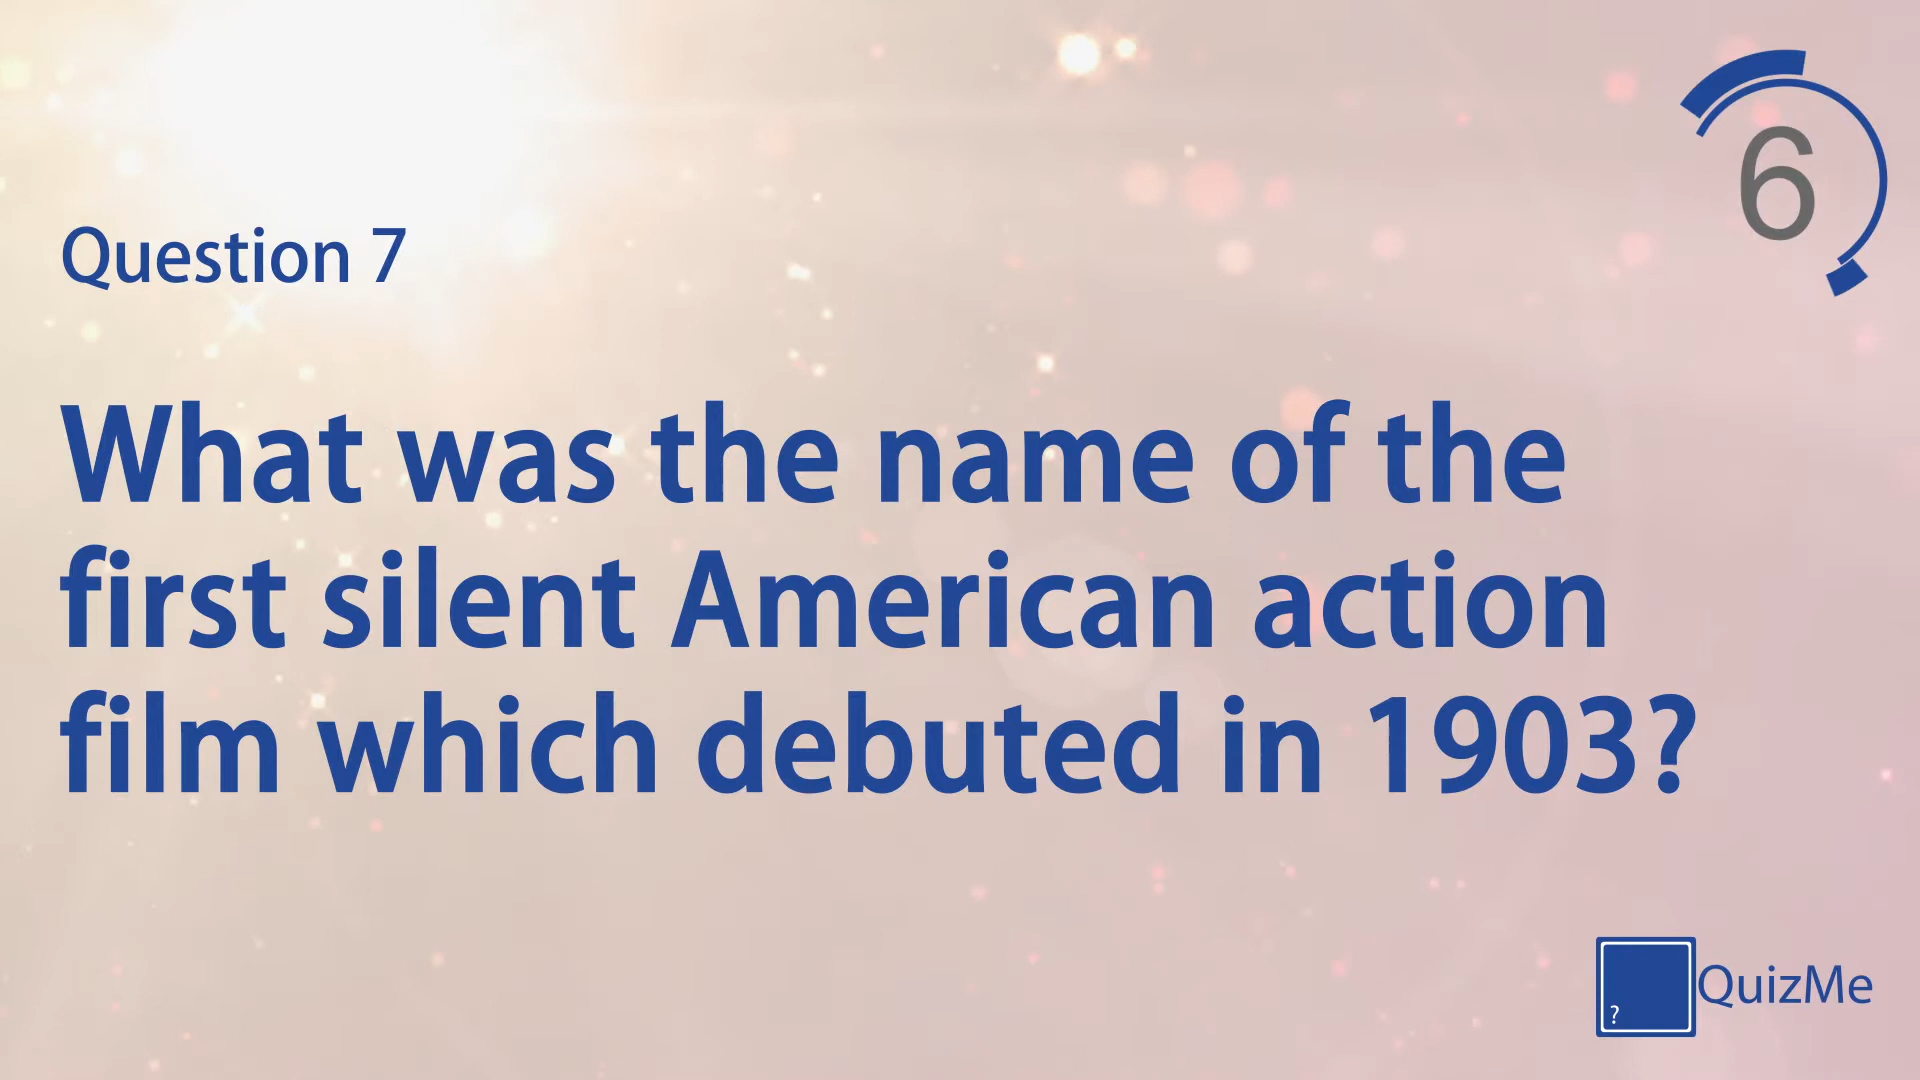 6
Question 7
What was the name of the
first silent American action
film which debuted in 1903?
?
QuizMe